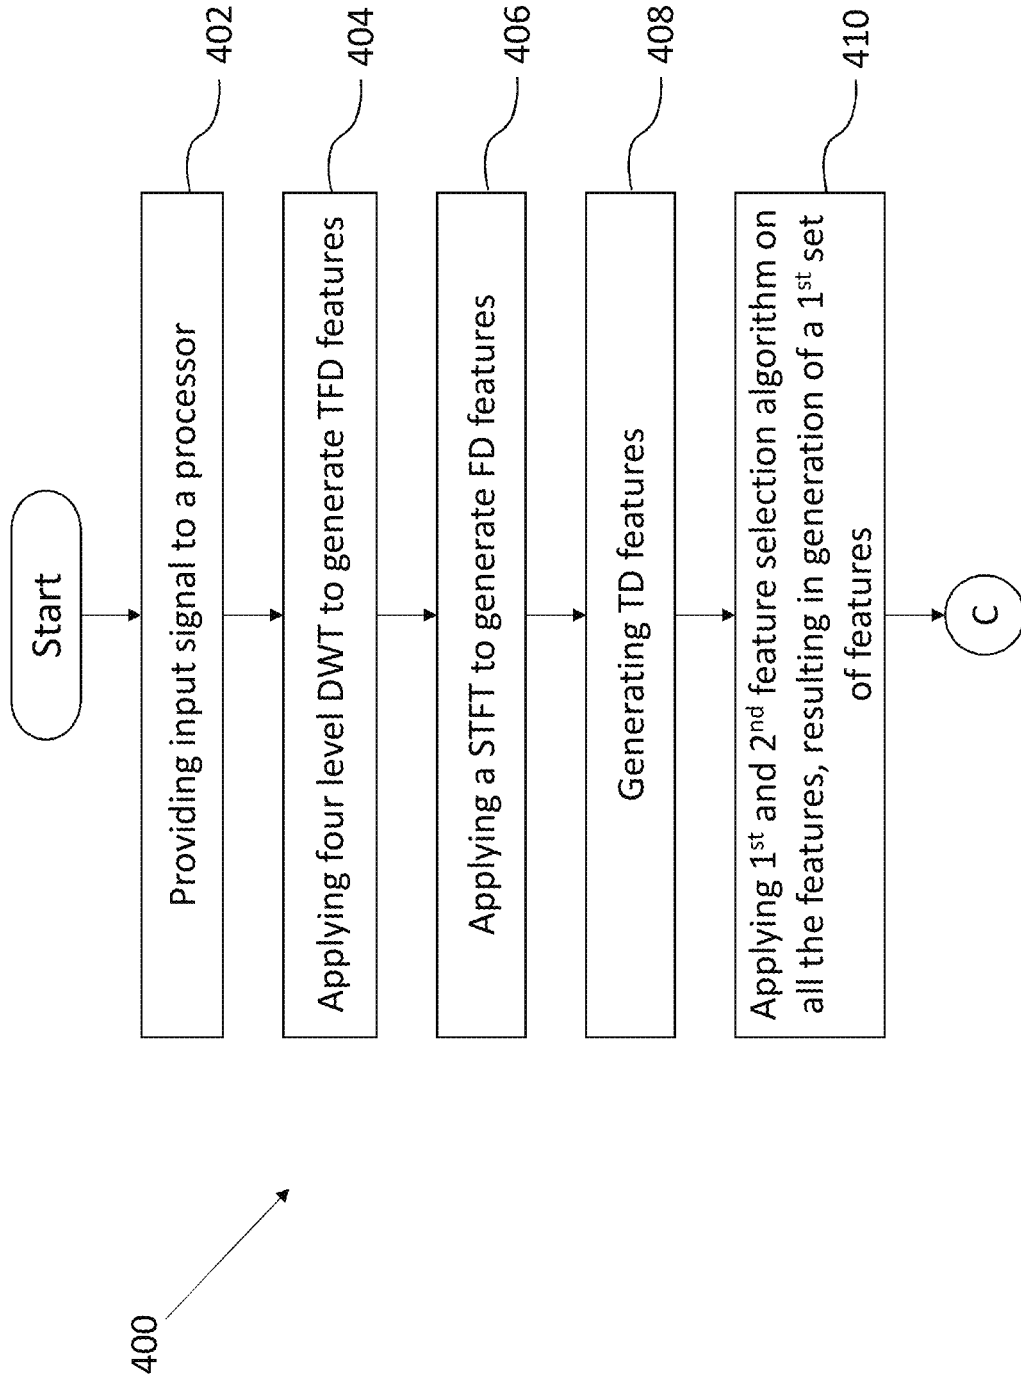 Start
Providing input signal to a processor
402
Applying four level DWT to generate TFD features
404
Applying a STFT to generate FD features
406
Generating TD features
408
Applying 1st and 2nd feature selection algorithm on
all the features, resulting in generation of a 1st set
of features
410
C
400